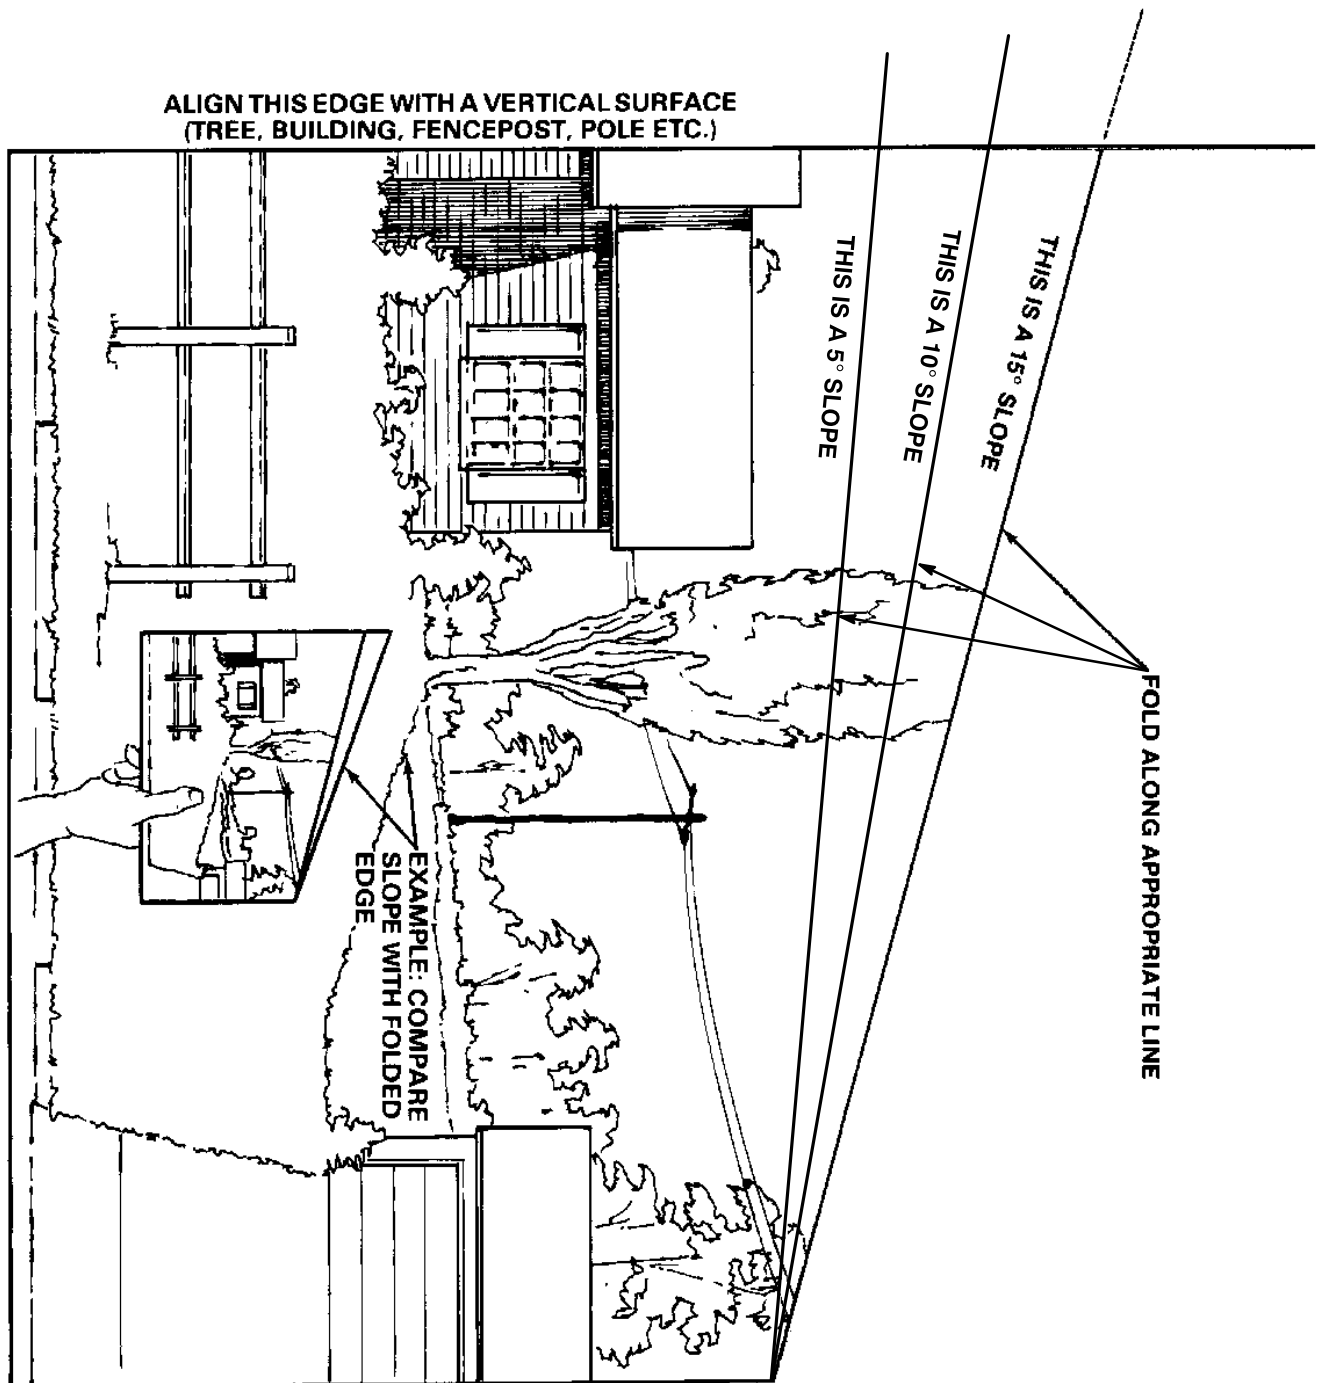 ALIGN THIS EDGE WITH A VERTICAL SURFACE
(TREE, BUILDING, FENCEPOST, POLE ETC.)
THIS IS A 15° SLOPE
THIS IS A 10° SLOPE
THIS IS A 5° SLOPE
FOLD ALONG APPROPRIATE LINE
EXAMPLE: COMPARE
SLOPE WITH FOLDED
EDGE